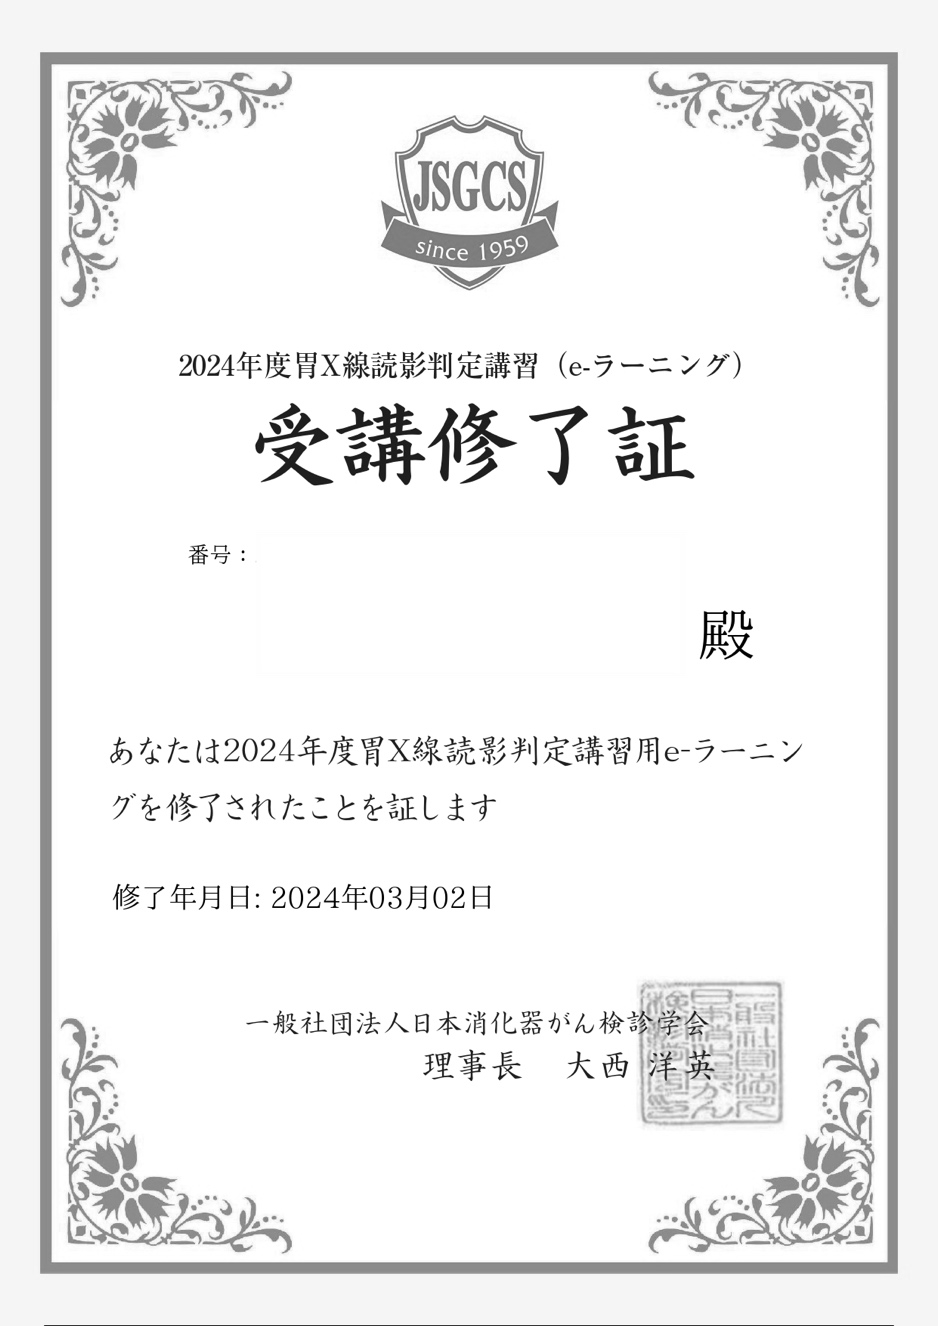 JSGCS
since 1959
2024年度胃X線読影判定講習（e-ラーニング）
受講修了証
番号：
殿
あなたは2024年度胃X線読影判定講習用e-ラーニン
グを修了されたことを証します
修了年月日: 2024年03月02日
一般社団法人日本消化器がん検診学会
理事長　大西 洋英